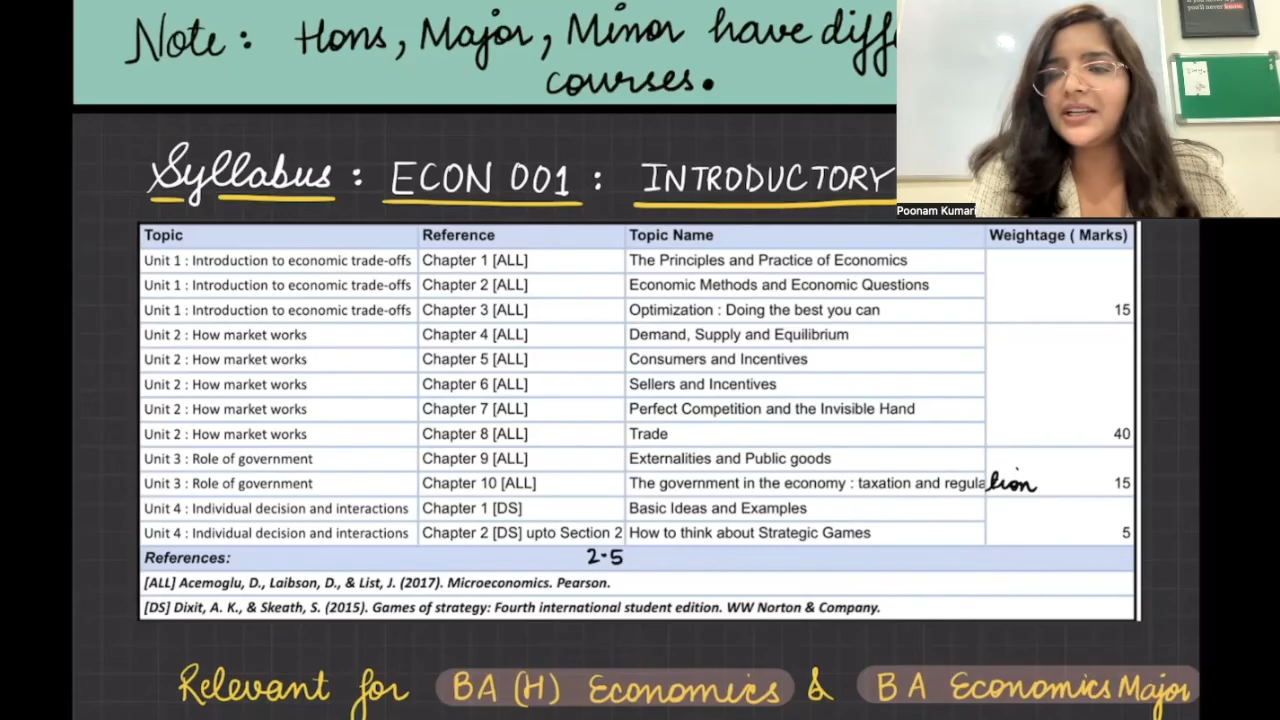 Note: Hons, Major, Minor have diff
courses.
you'll never know.
Poonam Kumari
Syllabus: ECON 001: INTRODUCTORY
Topic Reference Topic Name Weightage ( Marks)
Unit 1 : Introduction to economic trade-offs Chapter 1 [ALL] The Principles and Practice of Economics
Unit 1 : Introduction to economic trade-offs Chapter 2 [ALL] Economic Methods and Economic Questions
Unit 1 : Introduction to economic trade-offs Chapter 3 [ALL] Optimization : Doing the best you can 15
Unit 2 : How market works Chapter 4 [ALL] Demand, Supply and Equilibrium
Unit 2 : How market works Chapter 5 [ALL] Consumers and Incentives
Unit 2 : How market works Chapter 6 [ALL] Sellers and Incentives
Unit 2 : How market works Chapter 7 [ALL] Perfect Competition and the Invisible Hand
Unit 2 : How market works Chapter 8 [ALL] Trade 40
Unit 3 : Role of government Chapter 9 [ALL] Externalities and Public goods
Unit 3 : Role of government Chapter 10 [ALL] The government in the economy : taxation and regulation 15
Unit 4 : Individual decision and interactions Chapter 1 [DS] Basic Ideas and Examples
Unit 4 : Individual decision and interactions Chapter 2 [DS] upto Section 2 How to think about Strategic Games 5
References: 2.5
[ALL] Acemoglu, D., Laibson, D., & List, J. (2017). Microeconomics. Pearson.
[DS] Dixit, A. K., & Skeath, S. (2015). Games of strategy: Fourth international student edition. WW Norton & Company.
Relevant for BA (H) Economics & BA Economics Major